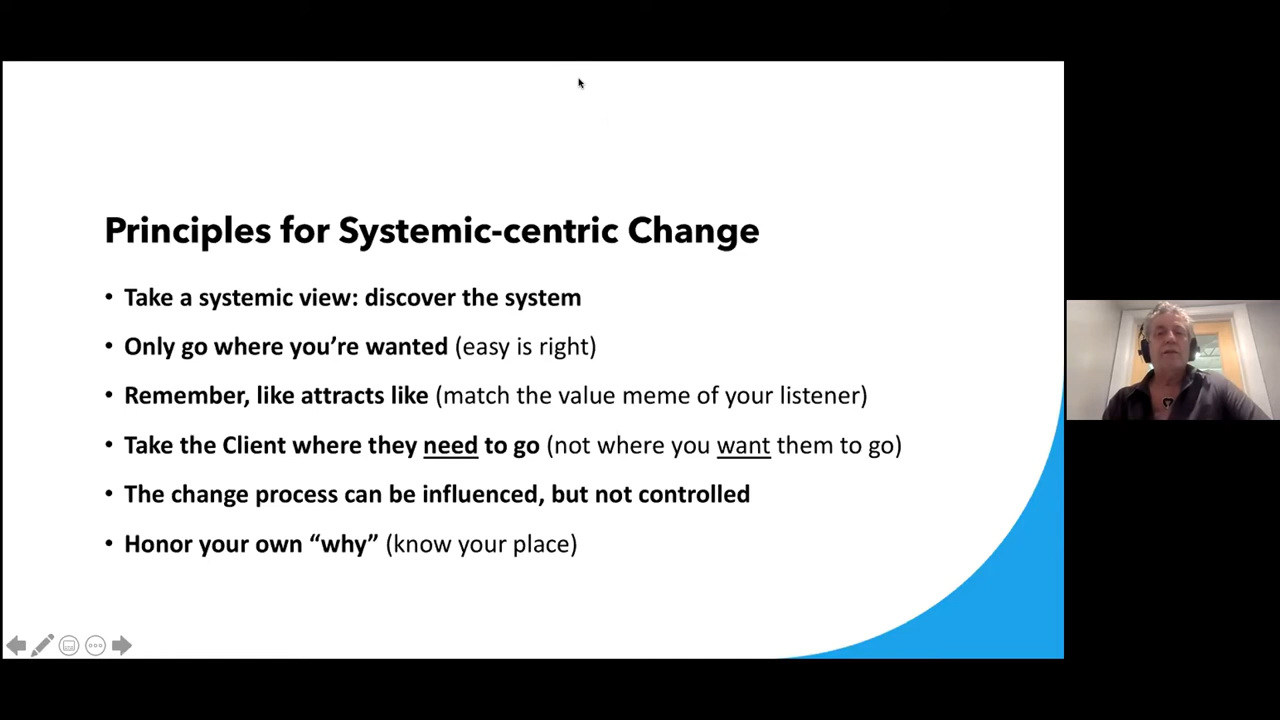 Principles for Systemic-centric Change
• Take a systemic view: discover the system
• Only go where you’re wanted (easy is right)
• Remember, like attracts like (match the value meme of your listener)
• Take the Client where they need to go (not where you want them to go)
• The change process can be influenced, but not controlled
• Honor your own “why” (know your place)